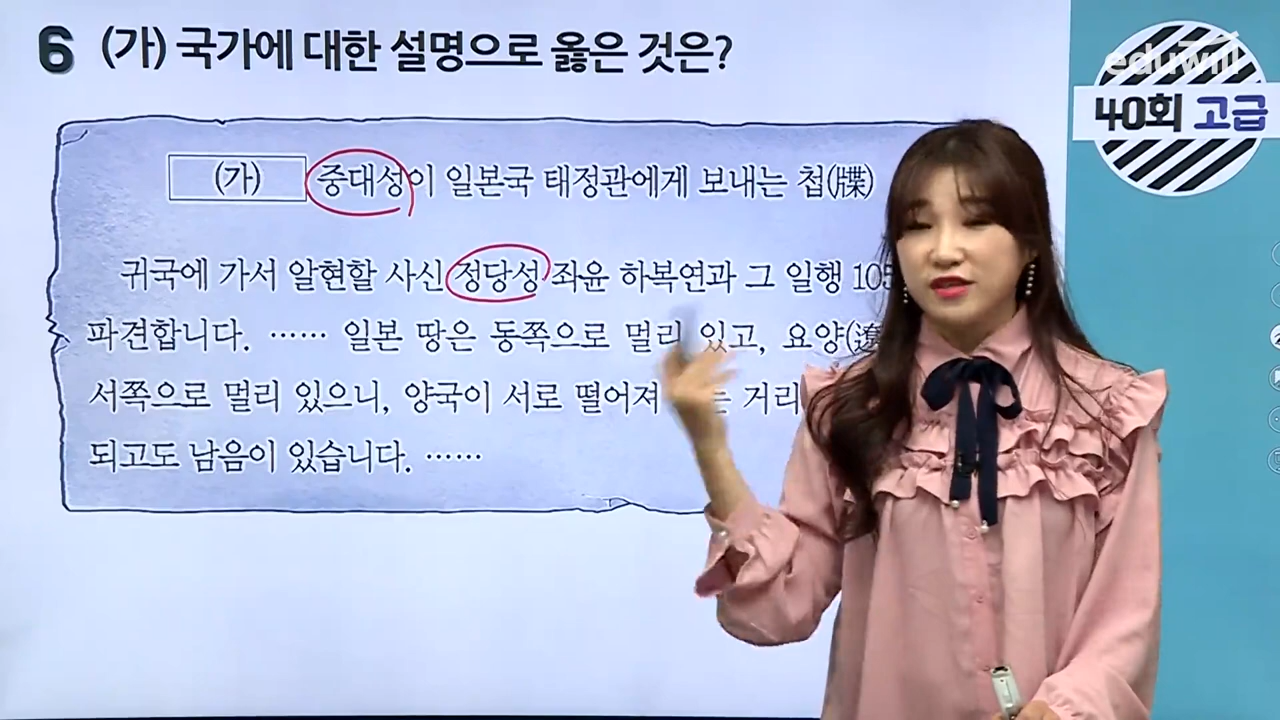 6 (가) 국가에 대한 설명으로 옳은 것은?
eduwill
40회 고급
(가) 중대성이 일본국 태정관에게 보내는 첩(牒)
귀국에 가서 알현할 사신 정당성 좌윤 하복연과 그 일행 105
파견합니다. …… 일본 땅은 동쪽으로 멀리 있고, 요양(遼
서쪽으로 멀리 있으니, 양국이 서로 떨어져 는 거리
되고도 남음이 있습니다. ……